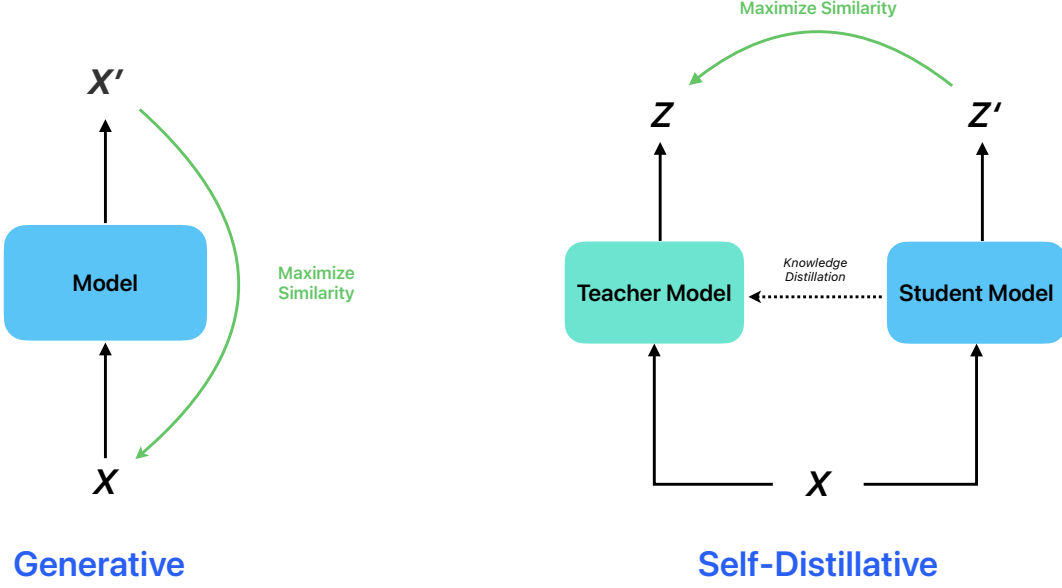 X'
Model
Maximize
Similarity
X
Generative
Maximize Similarity
Z
Z'
Teacher Model
Knowledge
Distillation
Student Model
X
Self-Distillative